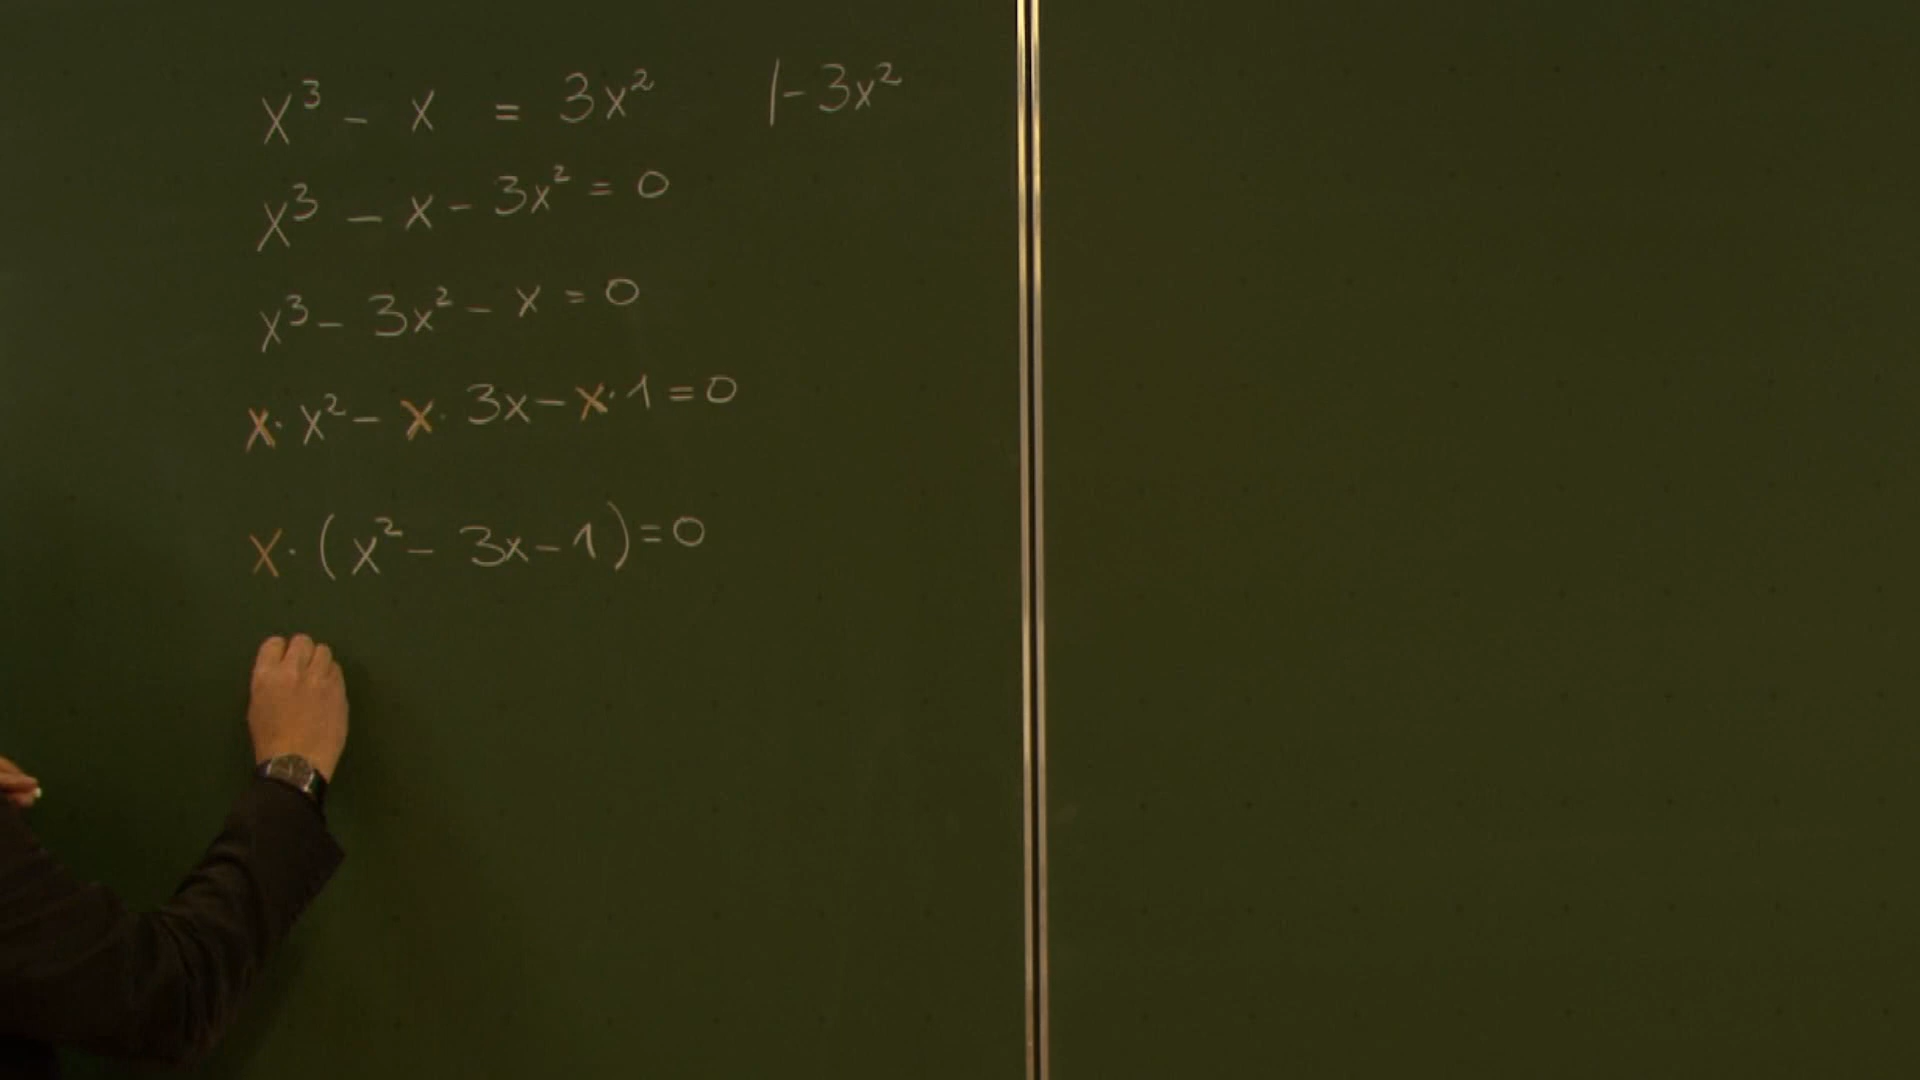 x³ - x = 3x² |-3x²
x³ - x - 3x² = 0
x³ - 3x² - x = 0
x · x² - x · 3x - x · 1 = 0
x · (x² - 3x - 1) = 0